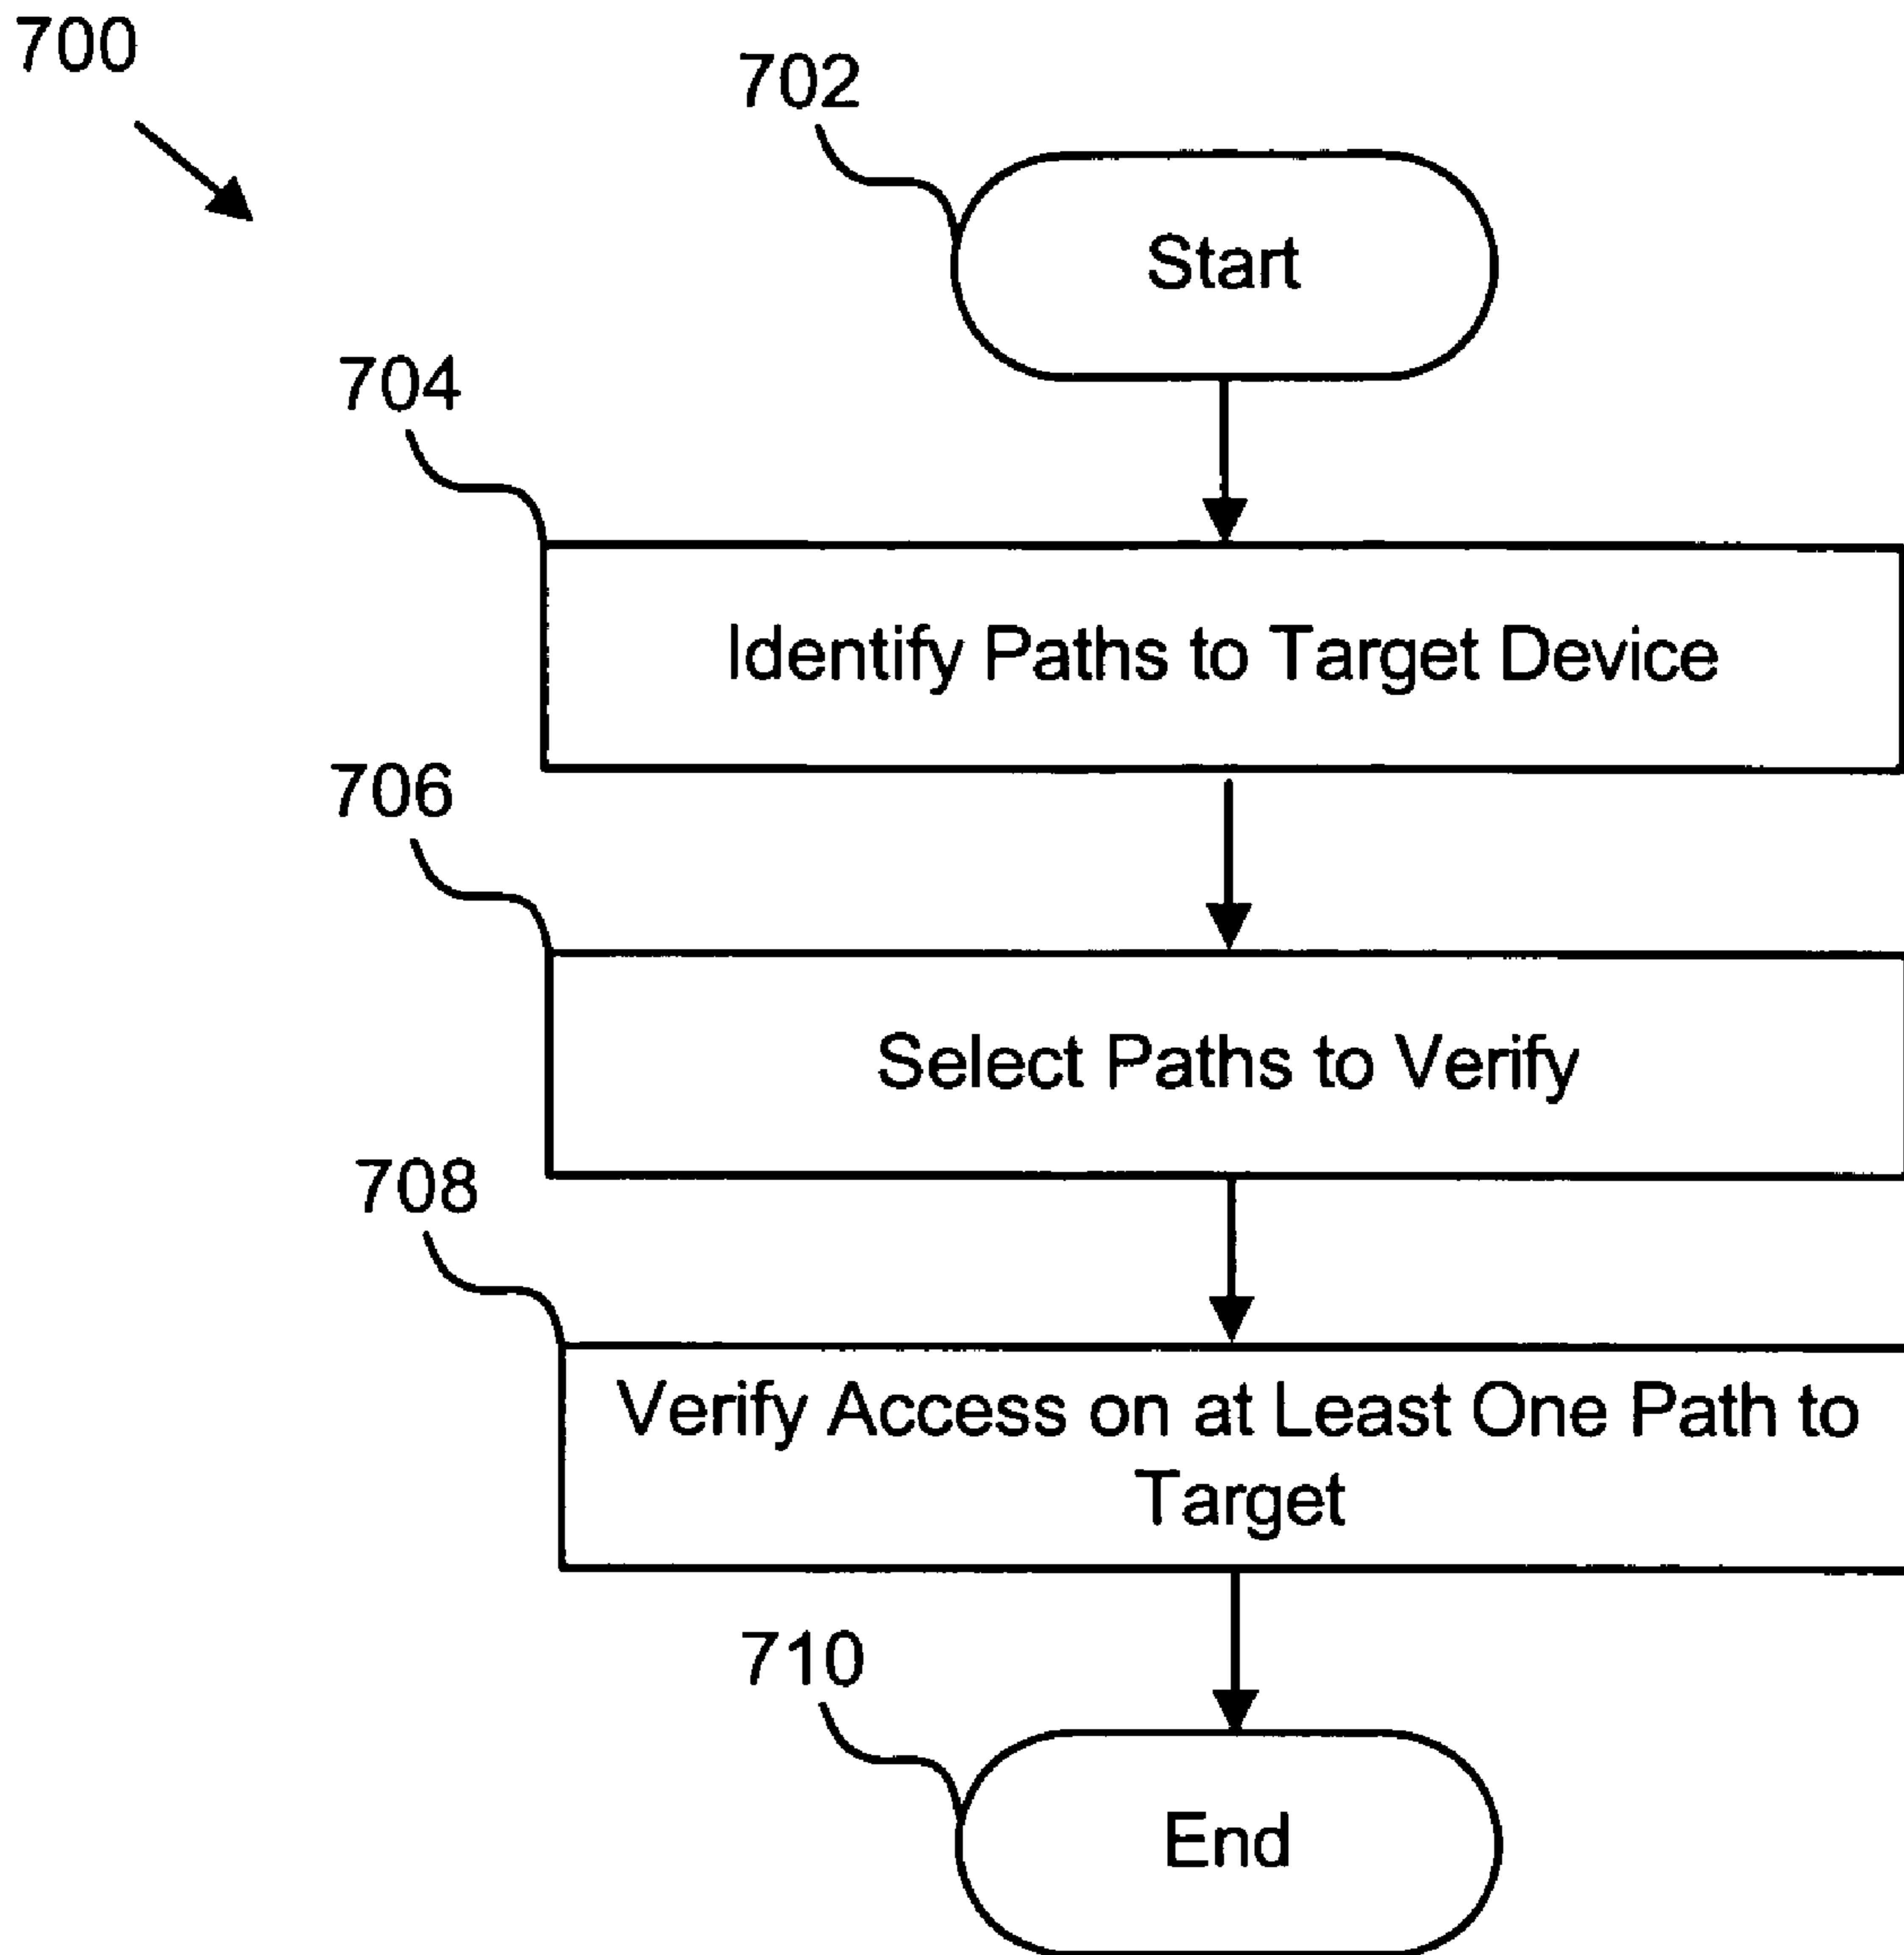 700
702
Start
704
Identify Paths to Target Device
706
Select Paths to Verify
708
Verify Access on at Least One Path to
Target
710
End